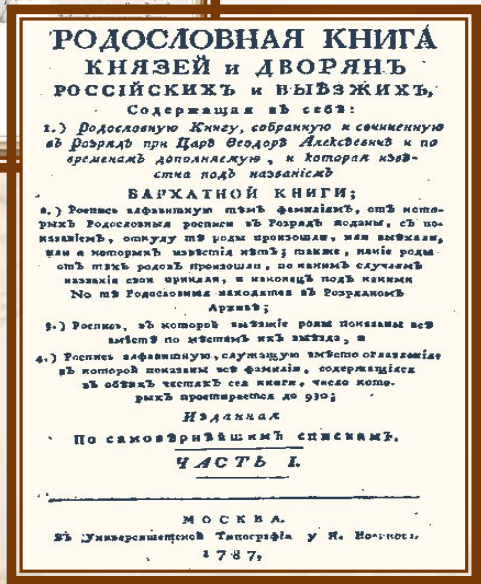 РОДОСЛОВНАЯ КНИГА
КНЯЗЕЙ и ДВОРЯНЪ
РОССІЙСКИХЪ и ВЫѢЗЖИХЪ,
Содержащая въ себѣ:
1.) Родословную Книгу, собранную и сочиненную
въ Розрядѣ при Царѣ Ѳеодорѣ Алексѣевичѣ и по
временамъ дополняемую, и которая извѣ-
стна подъ названіемъ
БАРХАТНОЙ КНИГИ;
2.) Роспись алфавитную тѣмъ фамиліямъ, отъ кото-
рыхъ Родословныя росписи въ Розрядъ поданы, съ по-
казаніемъ, откуду тѣ роды произошли, или выѣхали,
или о которыхъ извѣстія нѣтъ; также, какіе роды
отъ тѣхъ родовъ произошли, по какимъ случаямъ
названія свои приняли, и наконецъ подъ какими
No тѣ Родословныя находятся въ Розрядномъ
Архивѣ;
3.) Роспись, въ которой выѣзжіе роды показаны всѣ
вмѣстѣ по мѣстамъ ихъ выѣзда, и
4.) Роспись алфавитную, служащую вмѣсто оглавленія
въ которой показаны всѣ фамиліи, содержащіяся
въ обѣихъ частяхъ сея книги, число кото-
рыхъ простирается до 930;
Изданная
По самовѣрнѣйшимъ спискамъ.
ЧАСТЬ I.
МОСКВА.
Въ Университетской Типографіи у Н. Новикова.
1787,